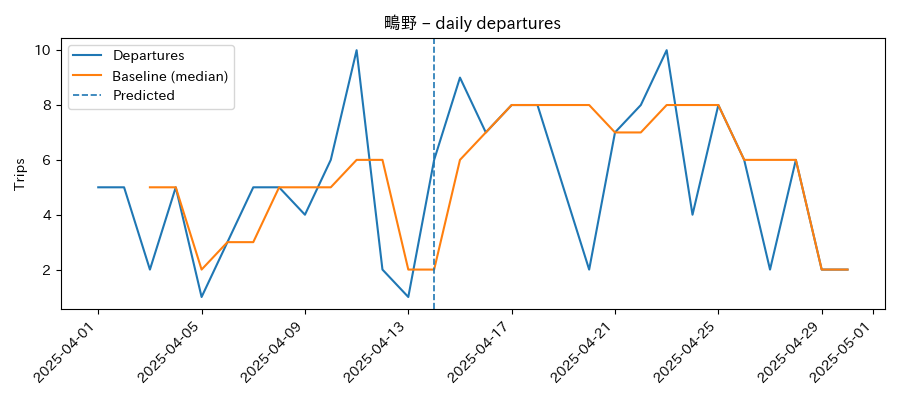 鴫野 – daily departures
Departures
Baseline (median)
Predicted
Trips
10
8
6
4
2
2025-04-01
2025-04-05
2025-04-09
2025-04-13
2025-04-17
2025-04-21
2025-04-25
2025-04-29
2025-05-01